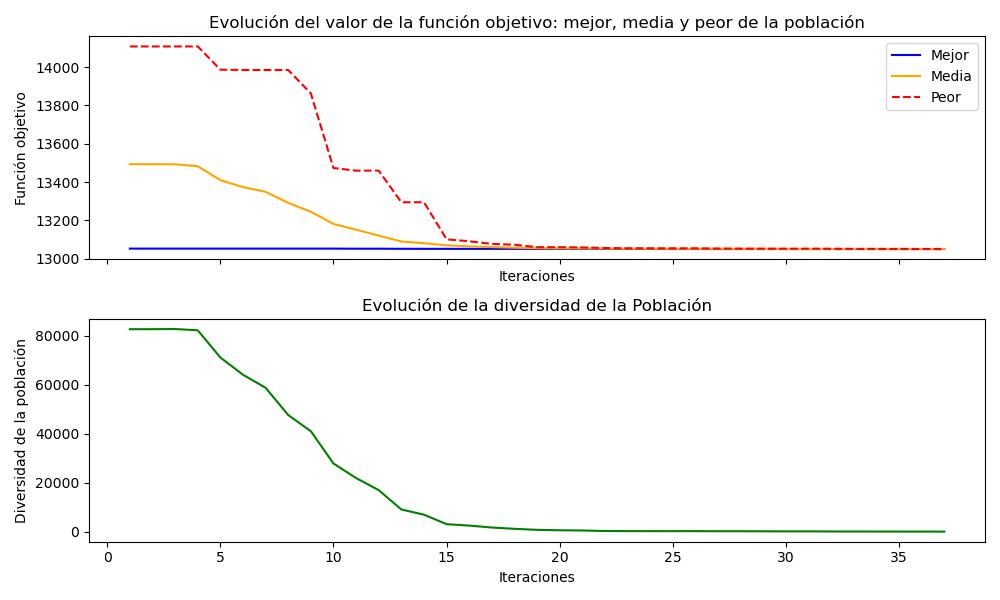 Evolución del valor de la función objetivo: mejor, media y peor de la población
14000
13800
13600
13400
13200
13000
Función objetivo
Mejor
Media
Peor
Iteraciones
Evolución de la diversidad de la Población
80000
60000
40000
20000
0
Diversidad de la población
0 5 10 15 20 25 30 35
Iteraciones